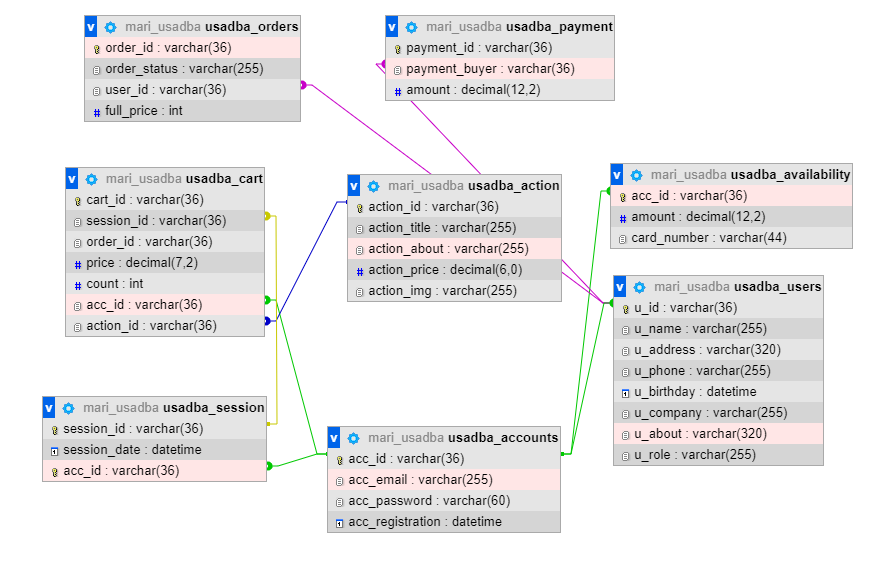 v mari_usadba usadba_orders
order_id : varchar(36)
order_status : varchar(255)
user_id : varchar(36)
# full_price : int
v mari_usadba usadba_payment
payment_id : varchar(36)
payment_buyer : varchar(36)
# amount : decimal(12,2)
v mari_usadba usadba_cart
cart_id : varchar(36)
session_id : varchar(36)
order_id : varchar(36)
# price : decimal(7,2)
# count : int
acc_id : varchar(36)
action_id : varchar(36)
v mari_usadba usadba_action
action_id : varchar(36)
action_title : varchar(255)
action_about : varchar(255)
# action_price : decimal(6,0)
action_img : varchar(255)
v mari_usadba usadba_availability
acc_id : varchar(36)
# amount : decimal(12,2)
card_number : varchar(44)
v mari_usadba usadba_users
u_id : varchar(36)
u_name : varchar(255)
u_address : varchar(320)
u_phone : varchar(255)
u_birthday : datetime
u_company : varchar(255)
u_about : varchar(320)
u_role : varchar(255)
v mari_usadba usadba_session
session_id : varchar(36)
session_date : datetime
acc_id : varchar(36)
v mari_usadba usadba_accounts
acc_id : varchar(36)
acc_email : varchar(255)
acc_password : varchar(60)
acc_registration : datetime